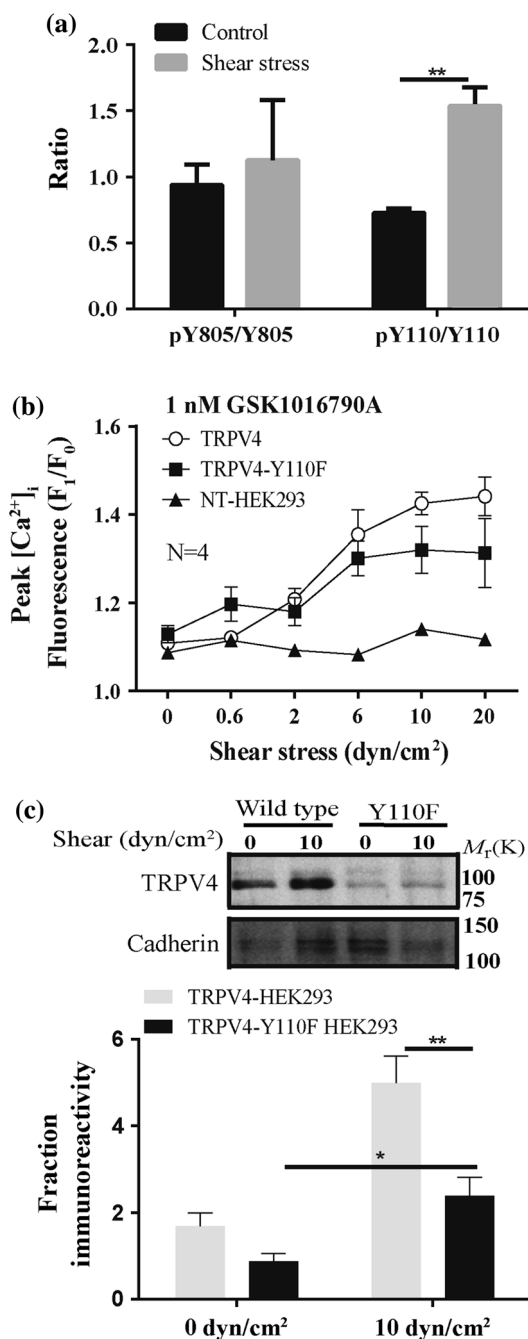 (a)
Control
Shear stress
**
2.0
1.5
1.0
0.5
0.0
Ratio
pY805/Y805 pY110/Y110
(b)
1 nM GSK1016790A
TRPV4
TRPV4-Y110F
NT-HEK293
N=4
1.6
1.4
1.2
1.0
Peak [Ca²⁺]ᵢ
Fluorescence (F₁/F₀)
0 0.6 2 6 10 20
Shear stress (dyn/cm²)
(c)
Wild type Y110F
Shear (dyn/cm²) 0 10 0 10 Mᵣ(K)
TRPV4
100
75
Cadherin
150
100
TRPV4-HEK293
TRPV4-Y110F HEK293
**
*
6
4
2
0
Fraction
immunoreactivity
0 dyn/cm² 10 dyn/cm²